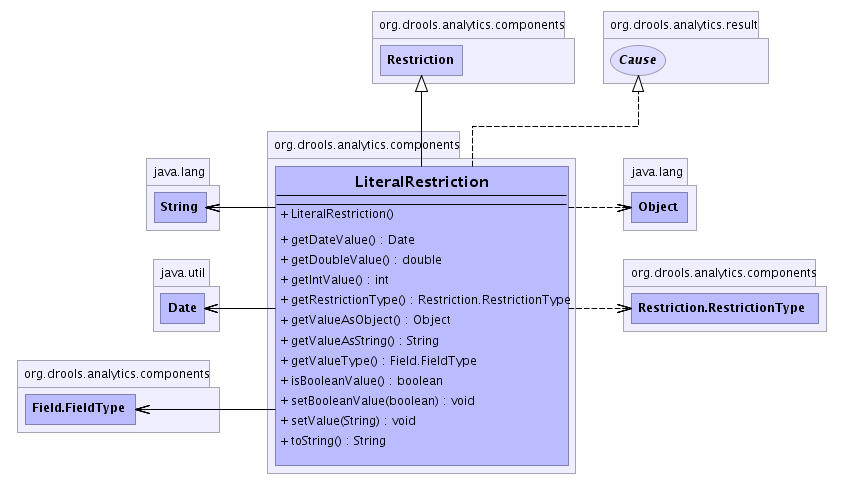 org.drools.analytics.components
Restriction
org.drools.analytics.result
Cause
org.drools.analytics.components
LiteralRestriction
+ LiteralRestriction()
+ getDateValue() : Date
+ getDoubleValue() : double
+ getIntValue() : int
+ getRestrictionType() : Restriction.RestrictionType
+ getValueAsObject() : Object
+ getValueAsString() : String
+ getValueType() : Field.FieldType
+ isBooleanValue() : boolean
+ setBooleanValue(boolean) : void
+ setValue(String) : void
+ toString() : String
java.lang
String
java.util
Date
org.drools.analytics.components
Field.FieldType
java.lang
Object
org.drools.analytics.components
Restriction.RestrictionType